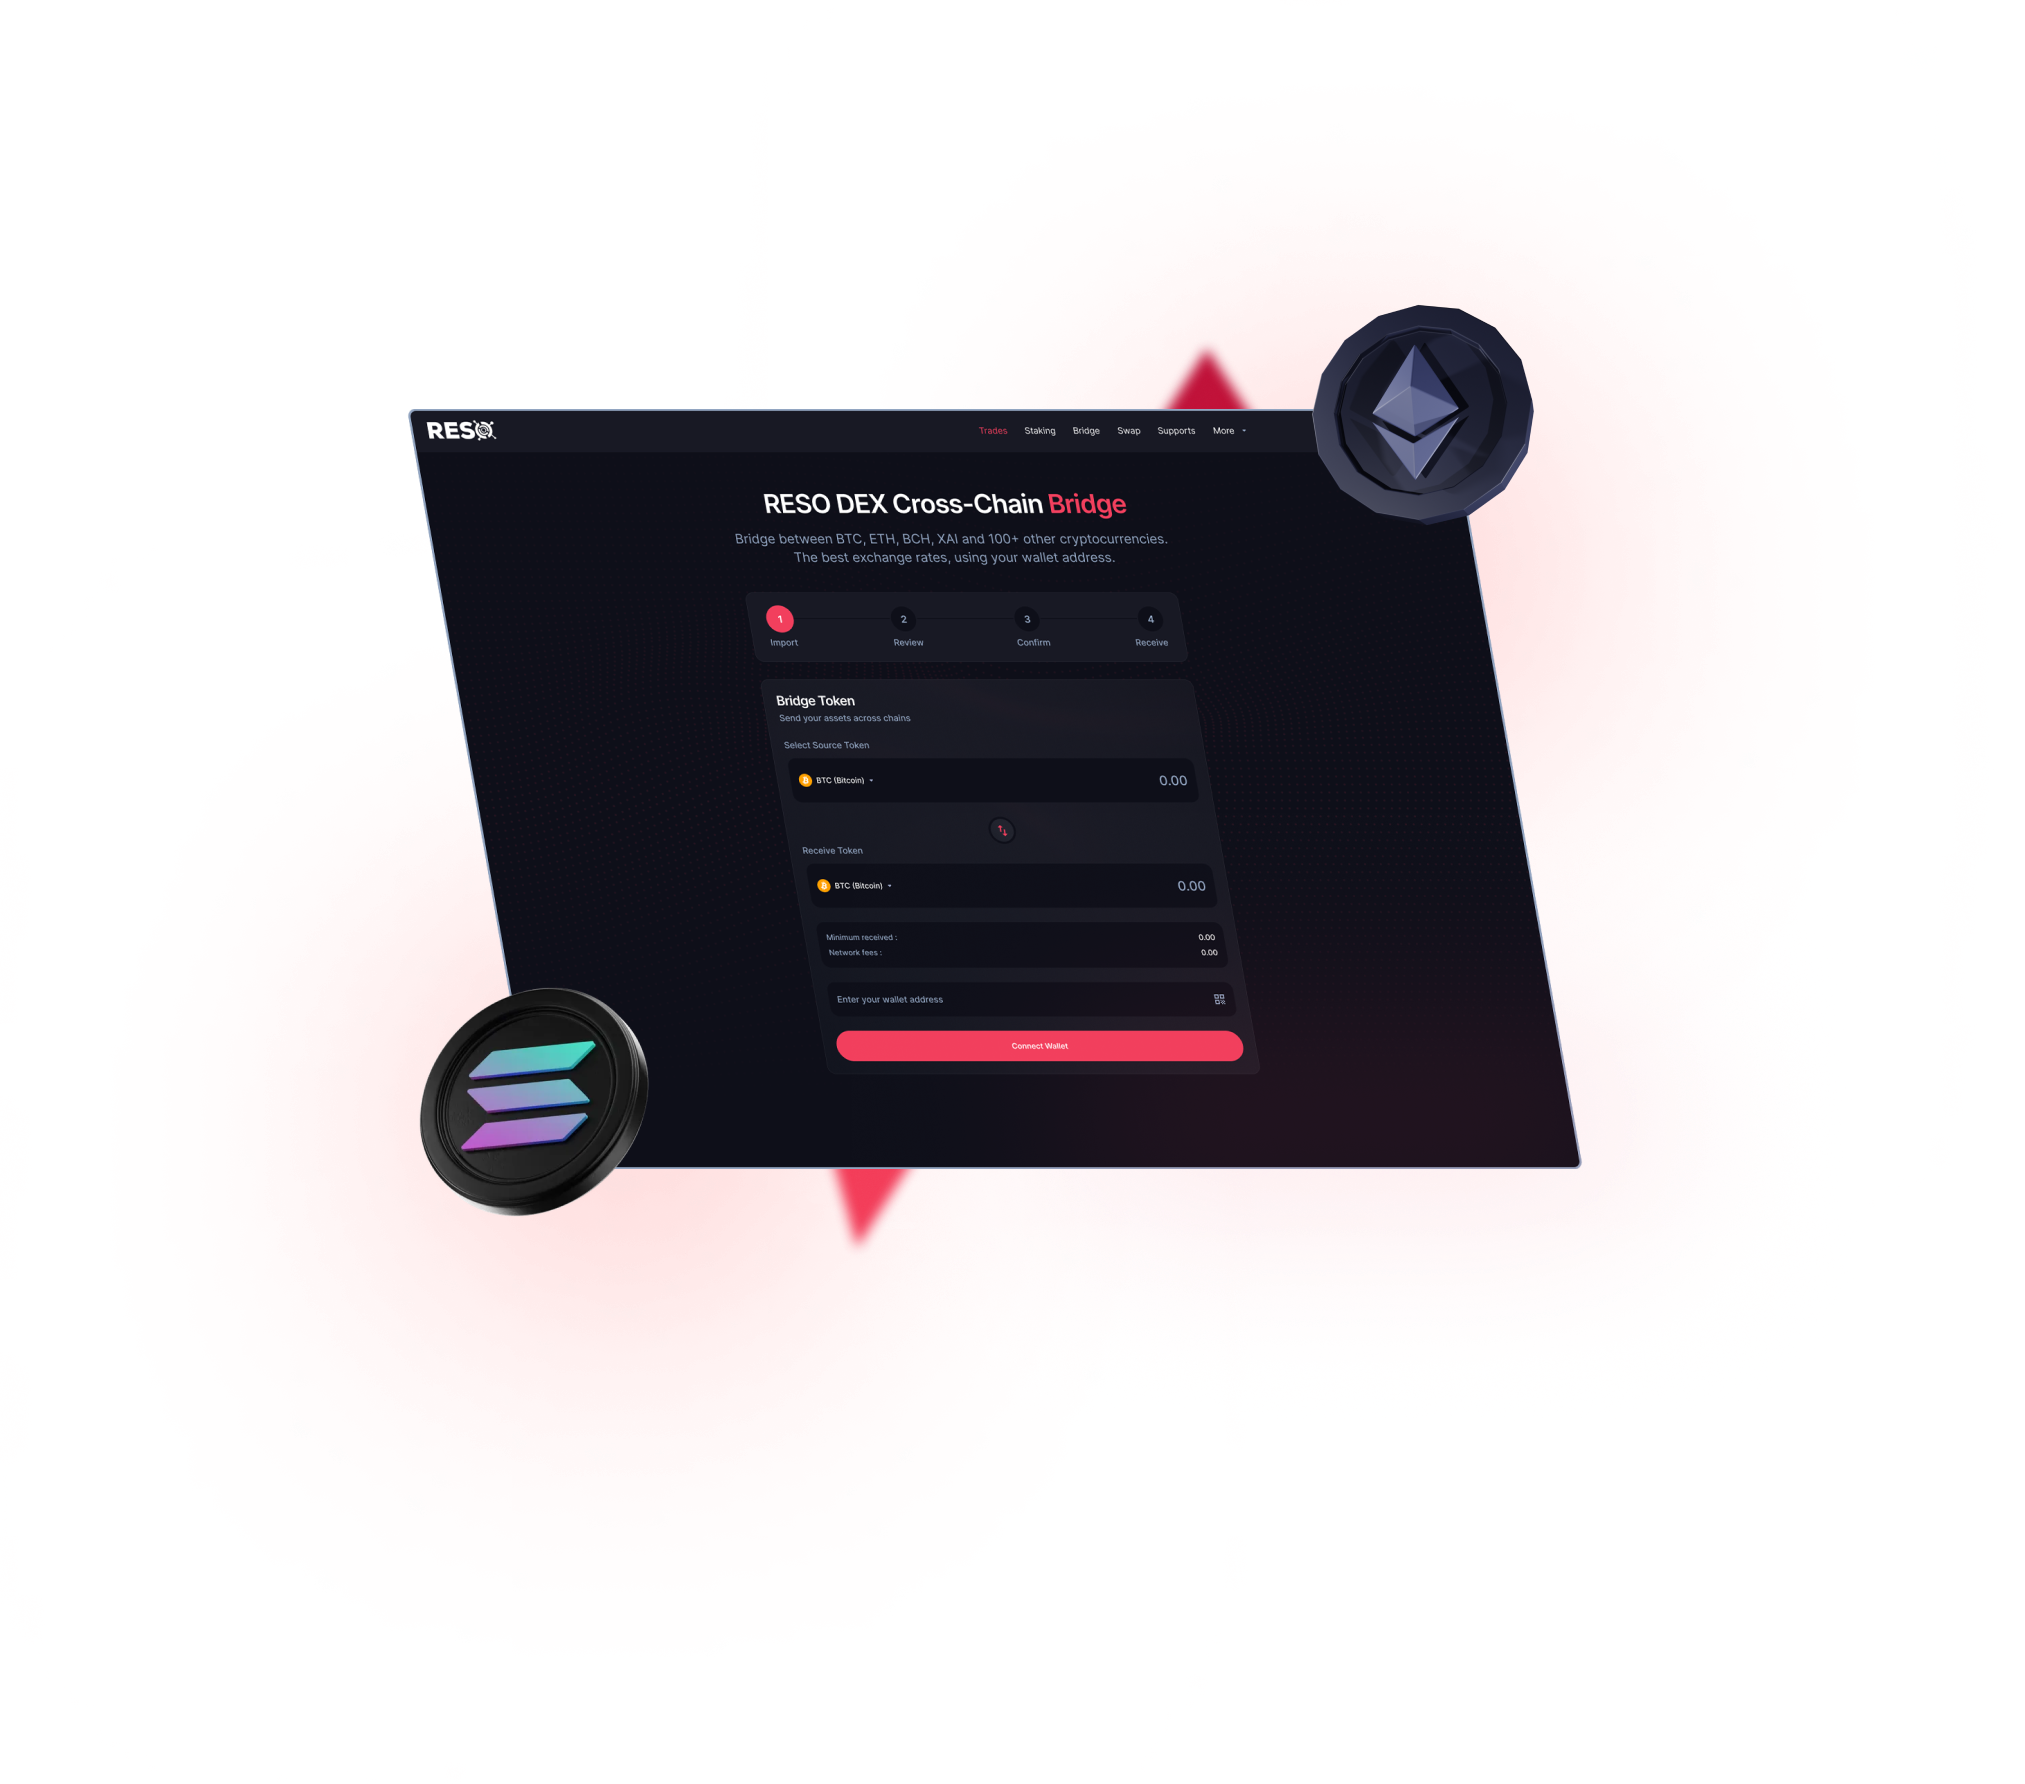 RESO
Trades Staking Bridge Swap Supports More
RESO DEX Cross-Chain Bridge
Bridge between BTC, ETH, BCH, XAI and 100+ other cryptocurrencies.
The best exchange rates, using your wallet address.
1 2 3 4
Import Review Confirm Receive
Bridge Token
Send your assets across chains
Select Source Token
BTC (Bitcoin) 0.00
Receive Token
BTC (Bitcoin) 0.00
Minimum received : 0.00
Network fees : 0.00
Enter your wallet address
Connect Wallet